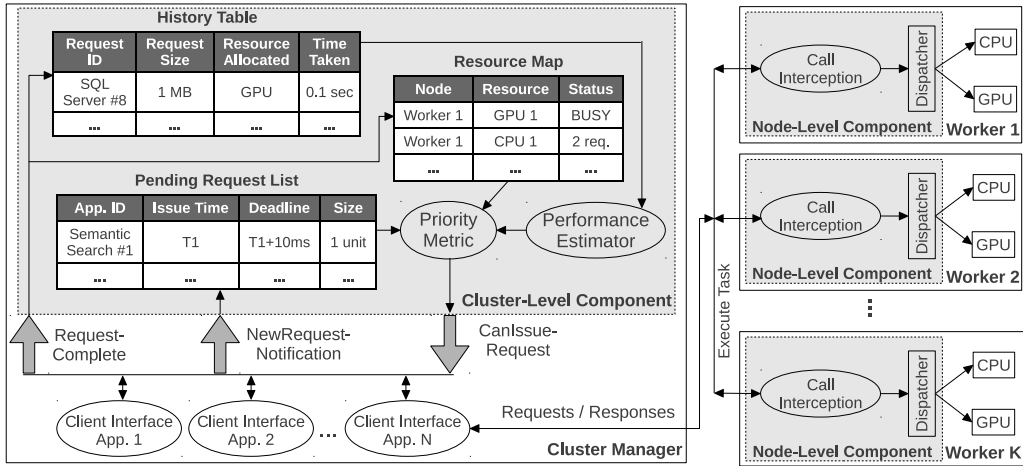 History Table
Request ID Request Size Resource Allocated Time Taken
SQL Server #8 1 MB GPU 0.1 sec
... ... ... ...
Resource Map
Node Resource Status
Worker 1 GPU 1 BUSY
Worker 1 CPU 1 2 req.
... ... ...
Pending Request List
App. ID Issue Time Deadline Size
Semantic Search #1 T1 T1+10ms 1 unit
... ... ... ...
Priority
Metric
Performance
Estimator
Cluster-Level Component
Request-
Complete
NewRequest-
Notification
CanIssue-
Request
Client Interface
App. 1
Client Interface
App. 2
...
Client Interface
App. N
Requests / Responses
Cluster Manager
Execute Task
Call
Interception
Dispatcher
CPU
GPU
Node-Level Component
Worker 1
Call
Interception
Dispatcher
CPU
GPU
Node-Level Component
Worker 2
...
Call
Interception
Dispatcher
CPU
GPU
Node-Level Component
Worker K